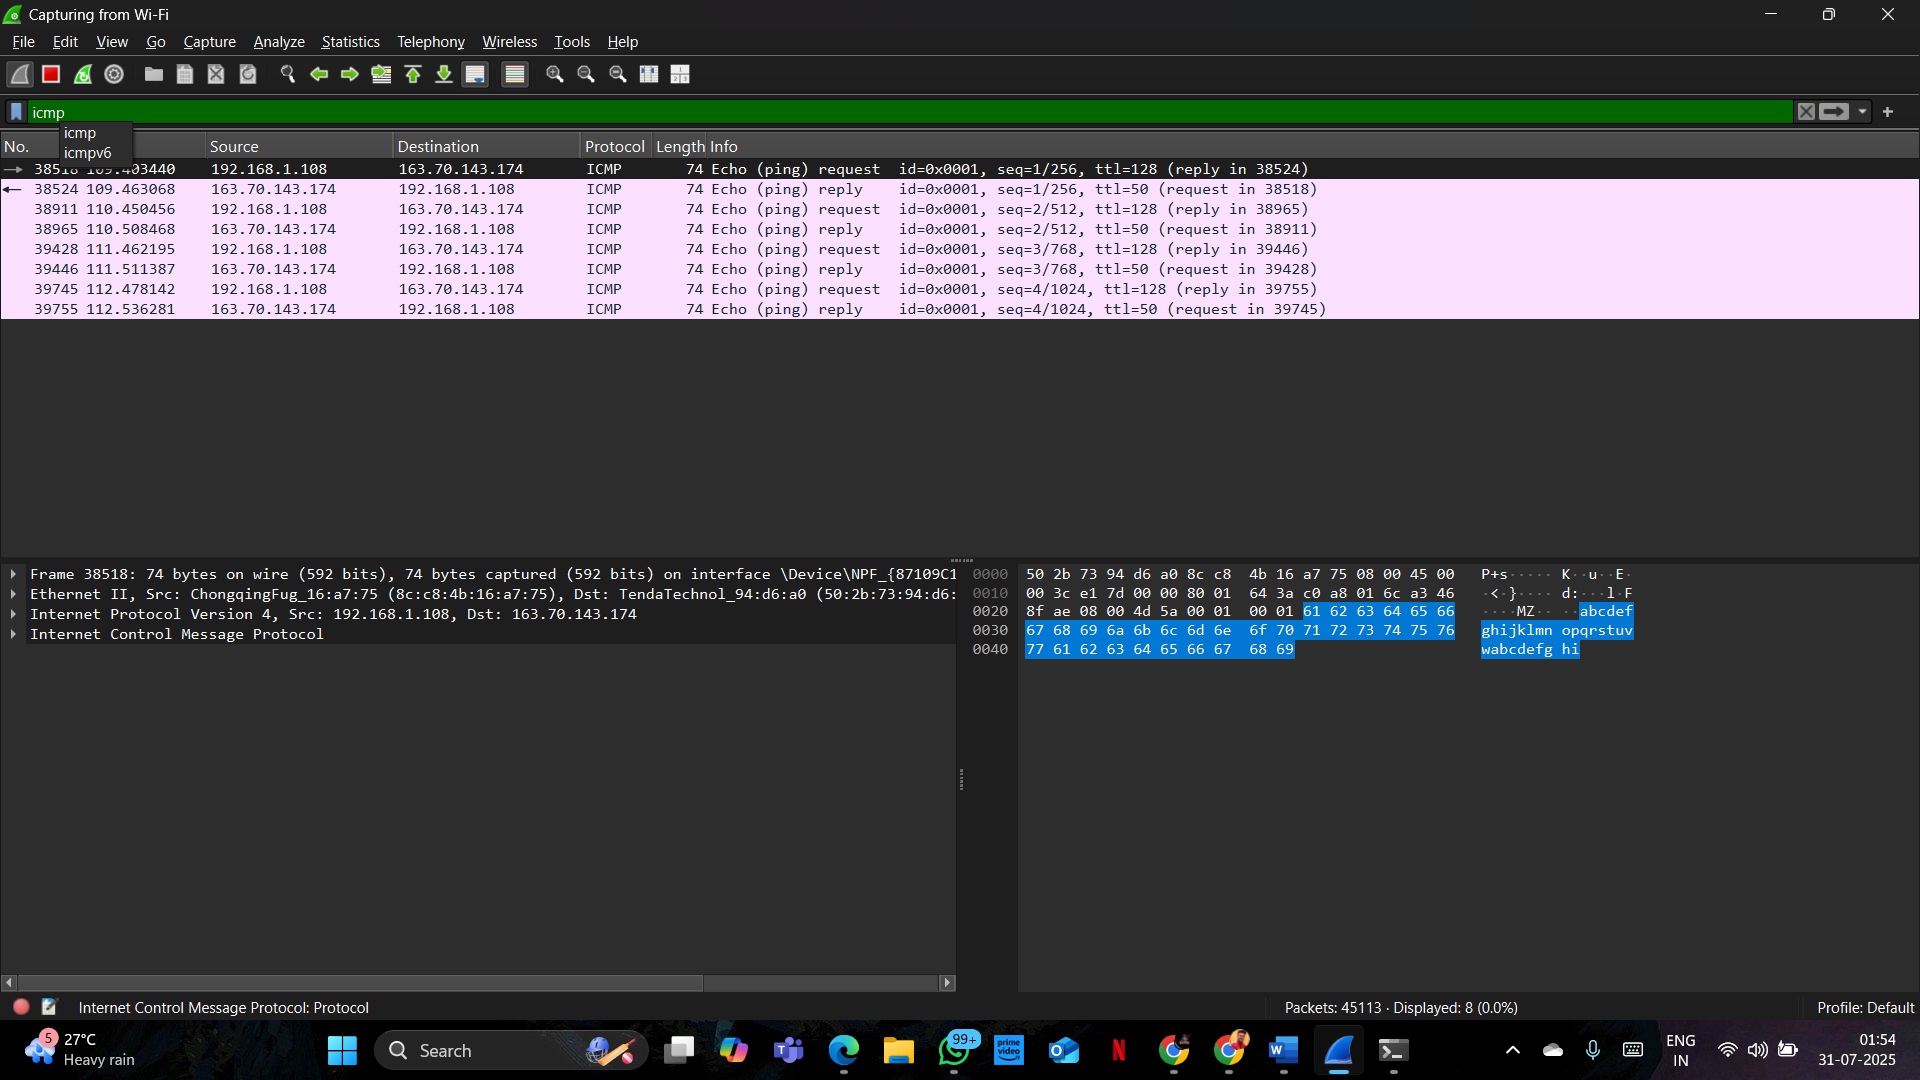 Capturing from Wi-Fi
File Edit View Go Capture Analyze Statistics Telephony Wireless Tools Help
icmp
icmp
icmpv6
No. Source Destination Protocol Length Info
192.168.1.108 163.70.143.174 ICMP 74 Echo (ping) request id=0x0001, seq=1/256, ttl=128 (reply in 38524)
38524 109.463068 163.70.143.174 192.168.1.108 ICMP 74 Echo (ping) reply id=0x0001, seq=1/256, ttl=50 (request in 38518)
38911 110.450456 192.168.1.108 163.70.143.174 ICMP 74 Echo (ping) request id=0x0001, seq=2/512, ttl=128 (reply in 38965)
38965 110.508468 163.70.143.174 192.168.1.108 ICMP 74 Echo (ping) reply id=0x0001, seq=2/512, ttl=50 (request in 38911)
39428 111.462195 192.168.1.108 163.70.143.174 ICMP 74 Echo (ping) request id=0x0001, seq=3/768, ttl=128 (reply in 39446)
39446 111.511387 163.70.143.174 192.168.1.108 ICMP 74 Echo (ping) reply id=0x0001, seq=3/768, ttl=50 (request in 39428)
39745 112.478142 192.168.1.108 163.70.143.174 ICMP 74 Echo (ping) request id=0x0001, seq=4/1024, ttl=128 (reply in 39755)
39755 112.536281 163.70.143.174 192.168.1.108 ICMP 74 Echo (ping) reply id=0x0001, seq=4/1024, ttl=50 (request in 39745)
Frame 38518: 74 bytes on wire (592 bits), 74 bytes captured (592 bits) on interface \Device\NPF_{87109C1
Ethernet II, Src: ChongqingFug_16:a7:75 (8c:c8:4b:16:a7:75), Dst: TendaTechnol_94:d6:a0 (50:2b:73:94:d6:
Internet Protocol Version 4, Src: 192.168.1.108, Dst: 163.70.143.174
Internet Control Message Protocol
0000 50 2b 73 94 d6 a0 8c c8 4b 16 a7 75 08 00 45 00 P+s····· K··u··E·
0010 00 3c e1 7d 00 00 80 01 64 3a c0 a8 01 6c a3 46 ·<·}···· d:···l·F
0020 8f ae 08 00 4d 5a 00 01 00 01 61 62 63 64 65 66 ····MZ·· ··abcdef
0030 67 68 69 6a 6b 6c 6d 6e 6f 70 71 72 73 74 75 76 ghijklmn opqrstuv
0040 77 61 62 63 64 65 66 67 68 69 wabcdefg hi
Internet Control Message Protocol: Protocol
Packets: 45113 · Displayed: 8 (0.0%)
Profile: Default
5
27°C
Heavy rain
Search
99+
prime video
ENG
IN
01:54
31-07-2025